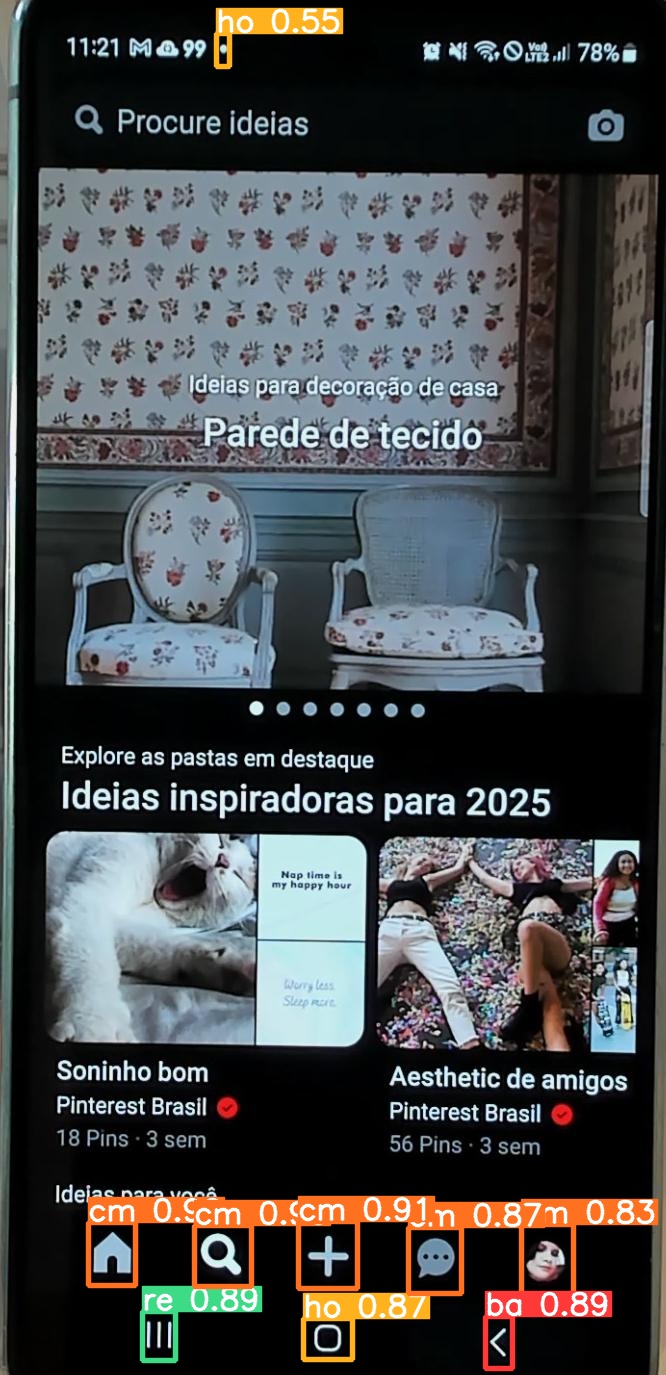 ho 0.55
11:21 99 Vo) LTE2 78%
Procure ideias
Ideias para decoração de casa
Parede de tecido
Explore as pastas em destaque
Ideias inspiradoras para 2025
Nap time is
my happy hour
Worry less.
Sleep more.
Soninho bom
Pinterest Brasil
18 Pins · 3 sem
Aesthetic de amigos
Pinterest Brasil
56 Pins · 3 sem
Ideias para você
cm 0.9 cm 0.9 cm 0.91 m 0.87 m 0.83
re 0.89 ho 0.87 ba 0.89